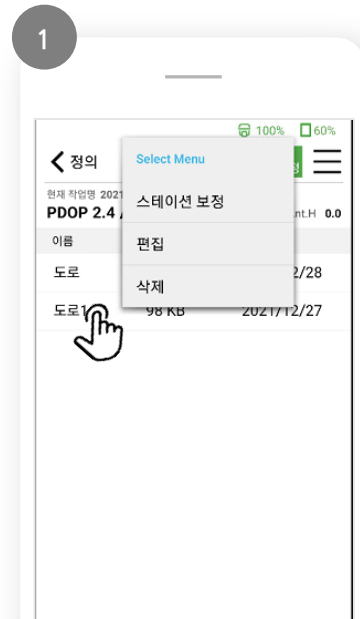 1
100% 60%
정의
Select Menu
현재 작업명 2021
스테이션 보정
PDOP 2.4 nt.H 0.0
이름
편집
도로 2/28
삭제
도로1 98 KB 2021/12/27